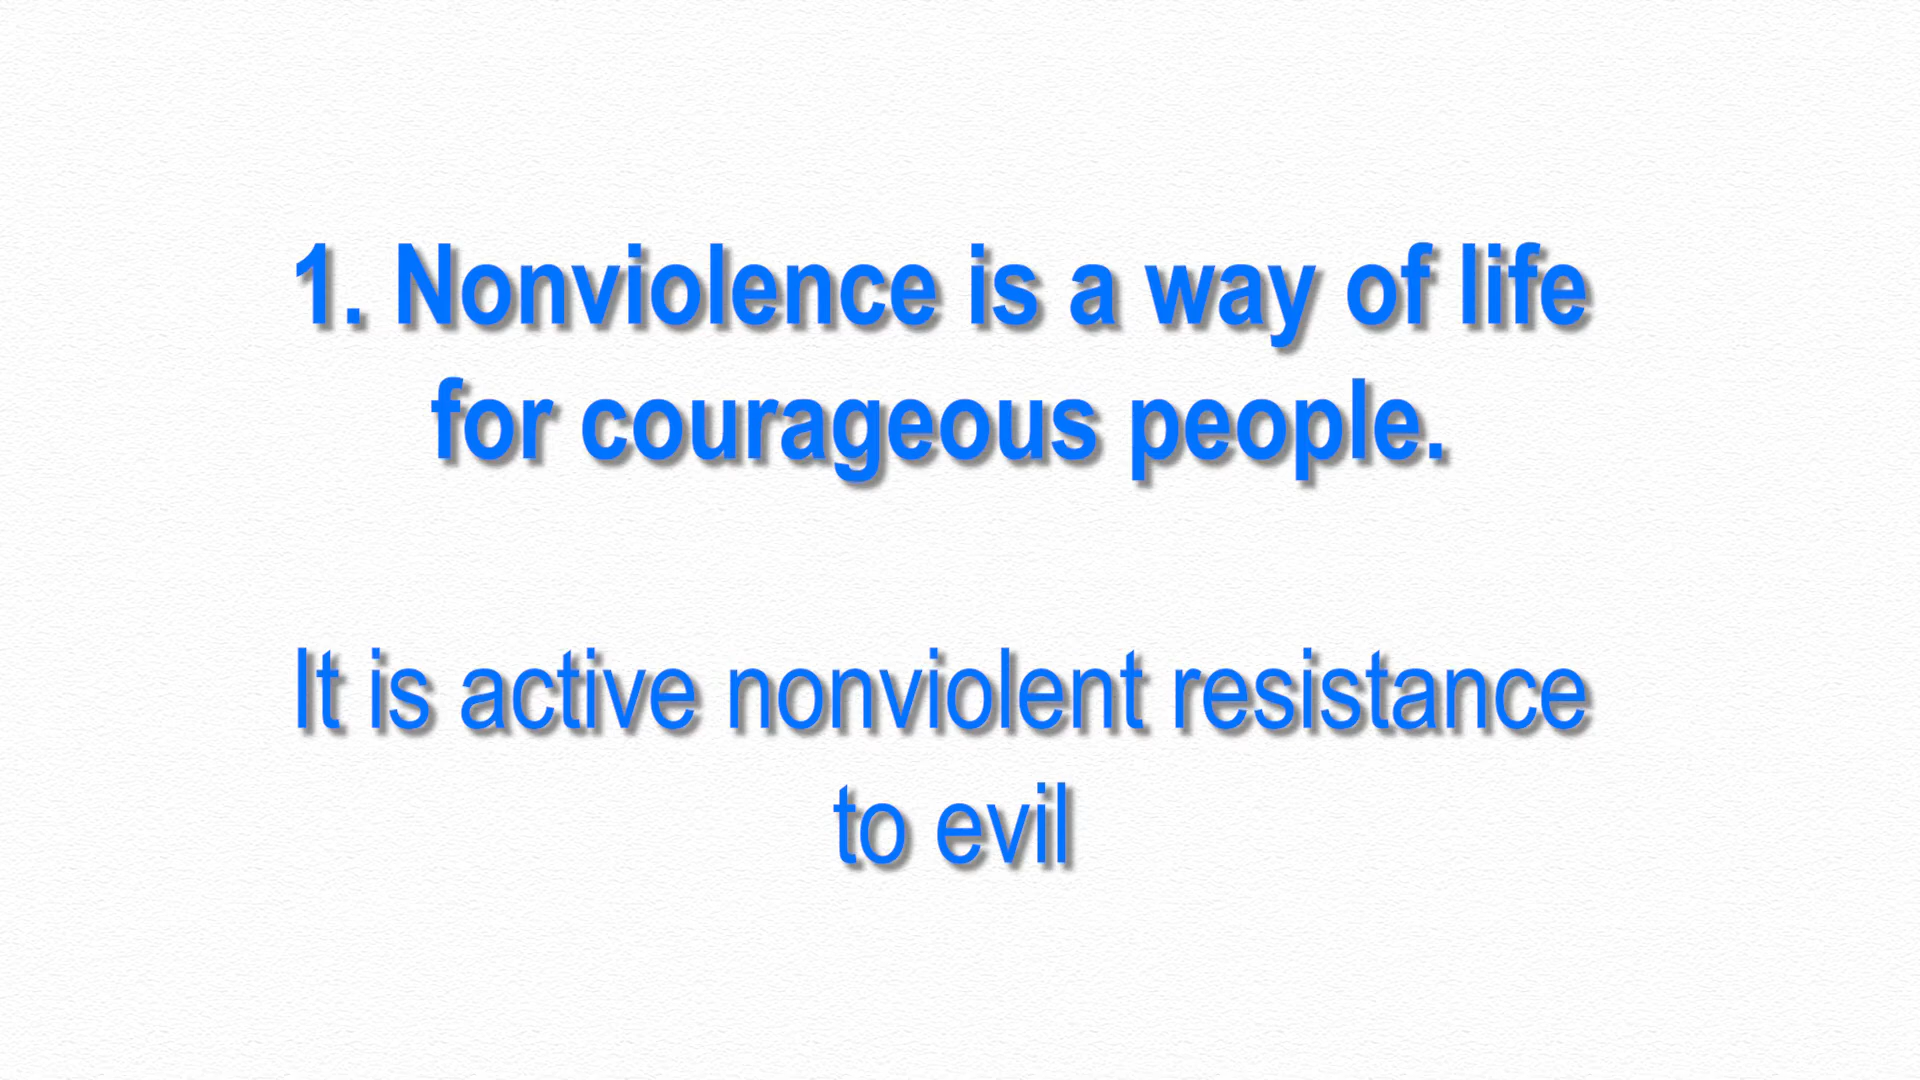 1. Nonviolence is a way of life
for courageous people.
It is active nonviolent resistance
to evil